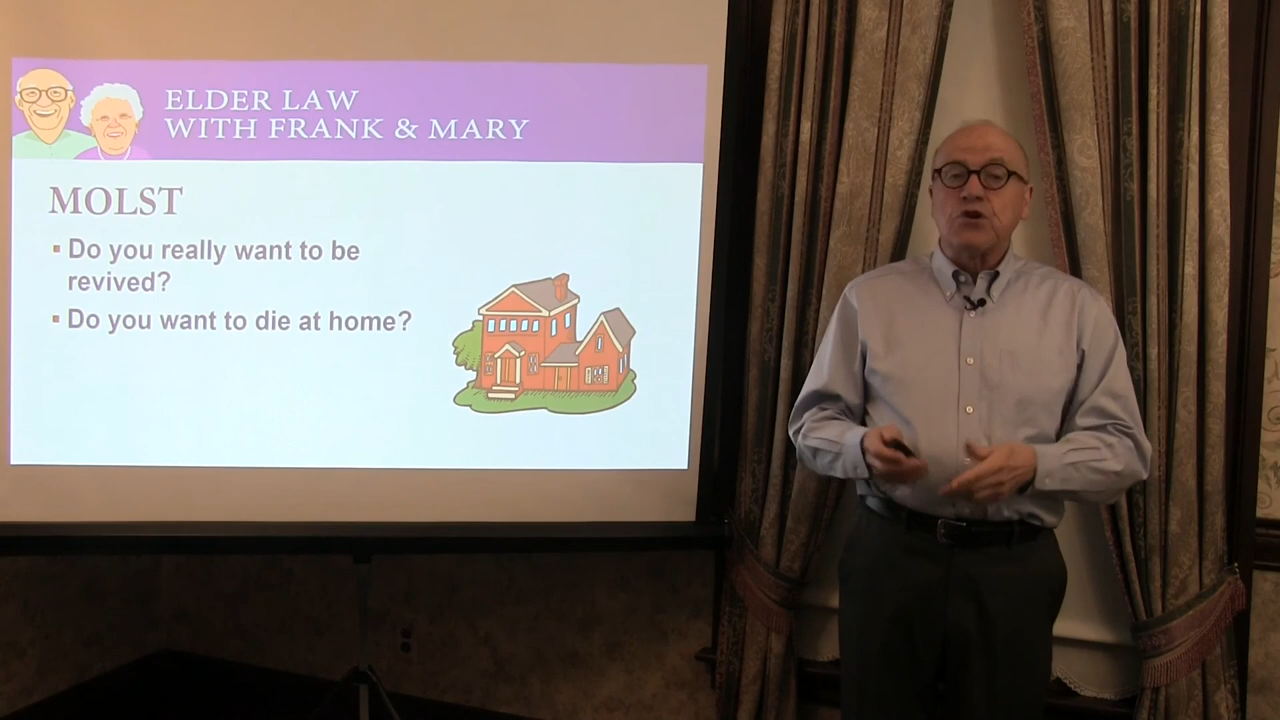 ELDER LAW
WITH FRANK & MARY
MOLST
▪ Do you really want to be
revived?
▪ Do you want to die at home?